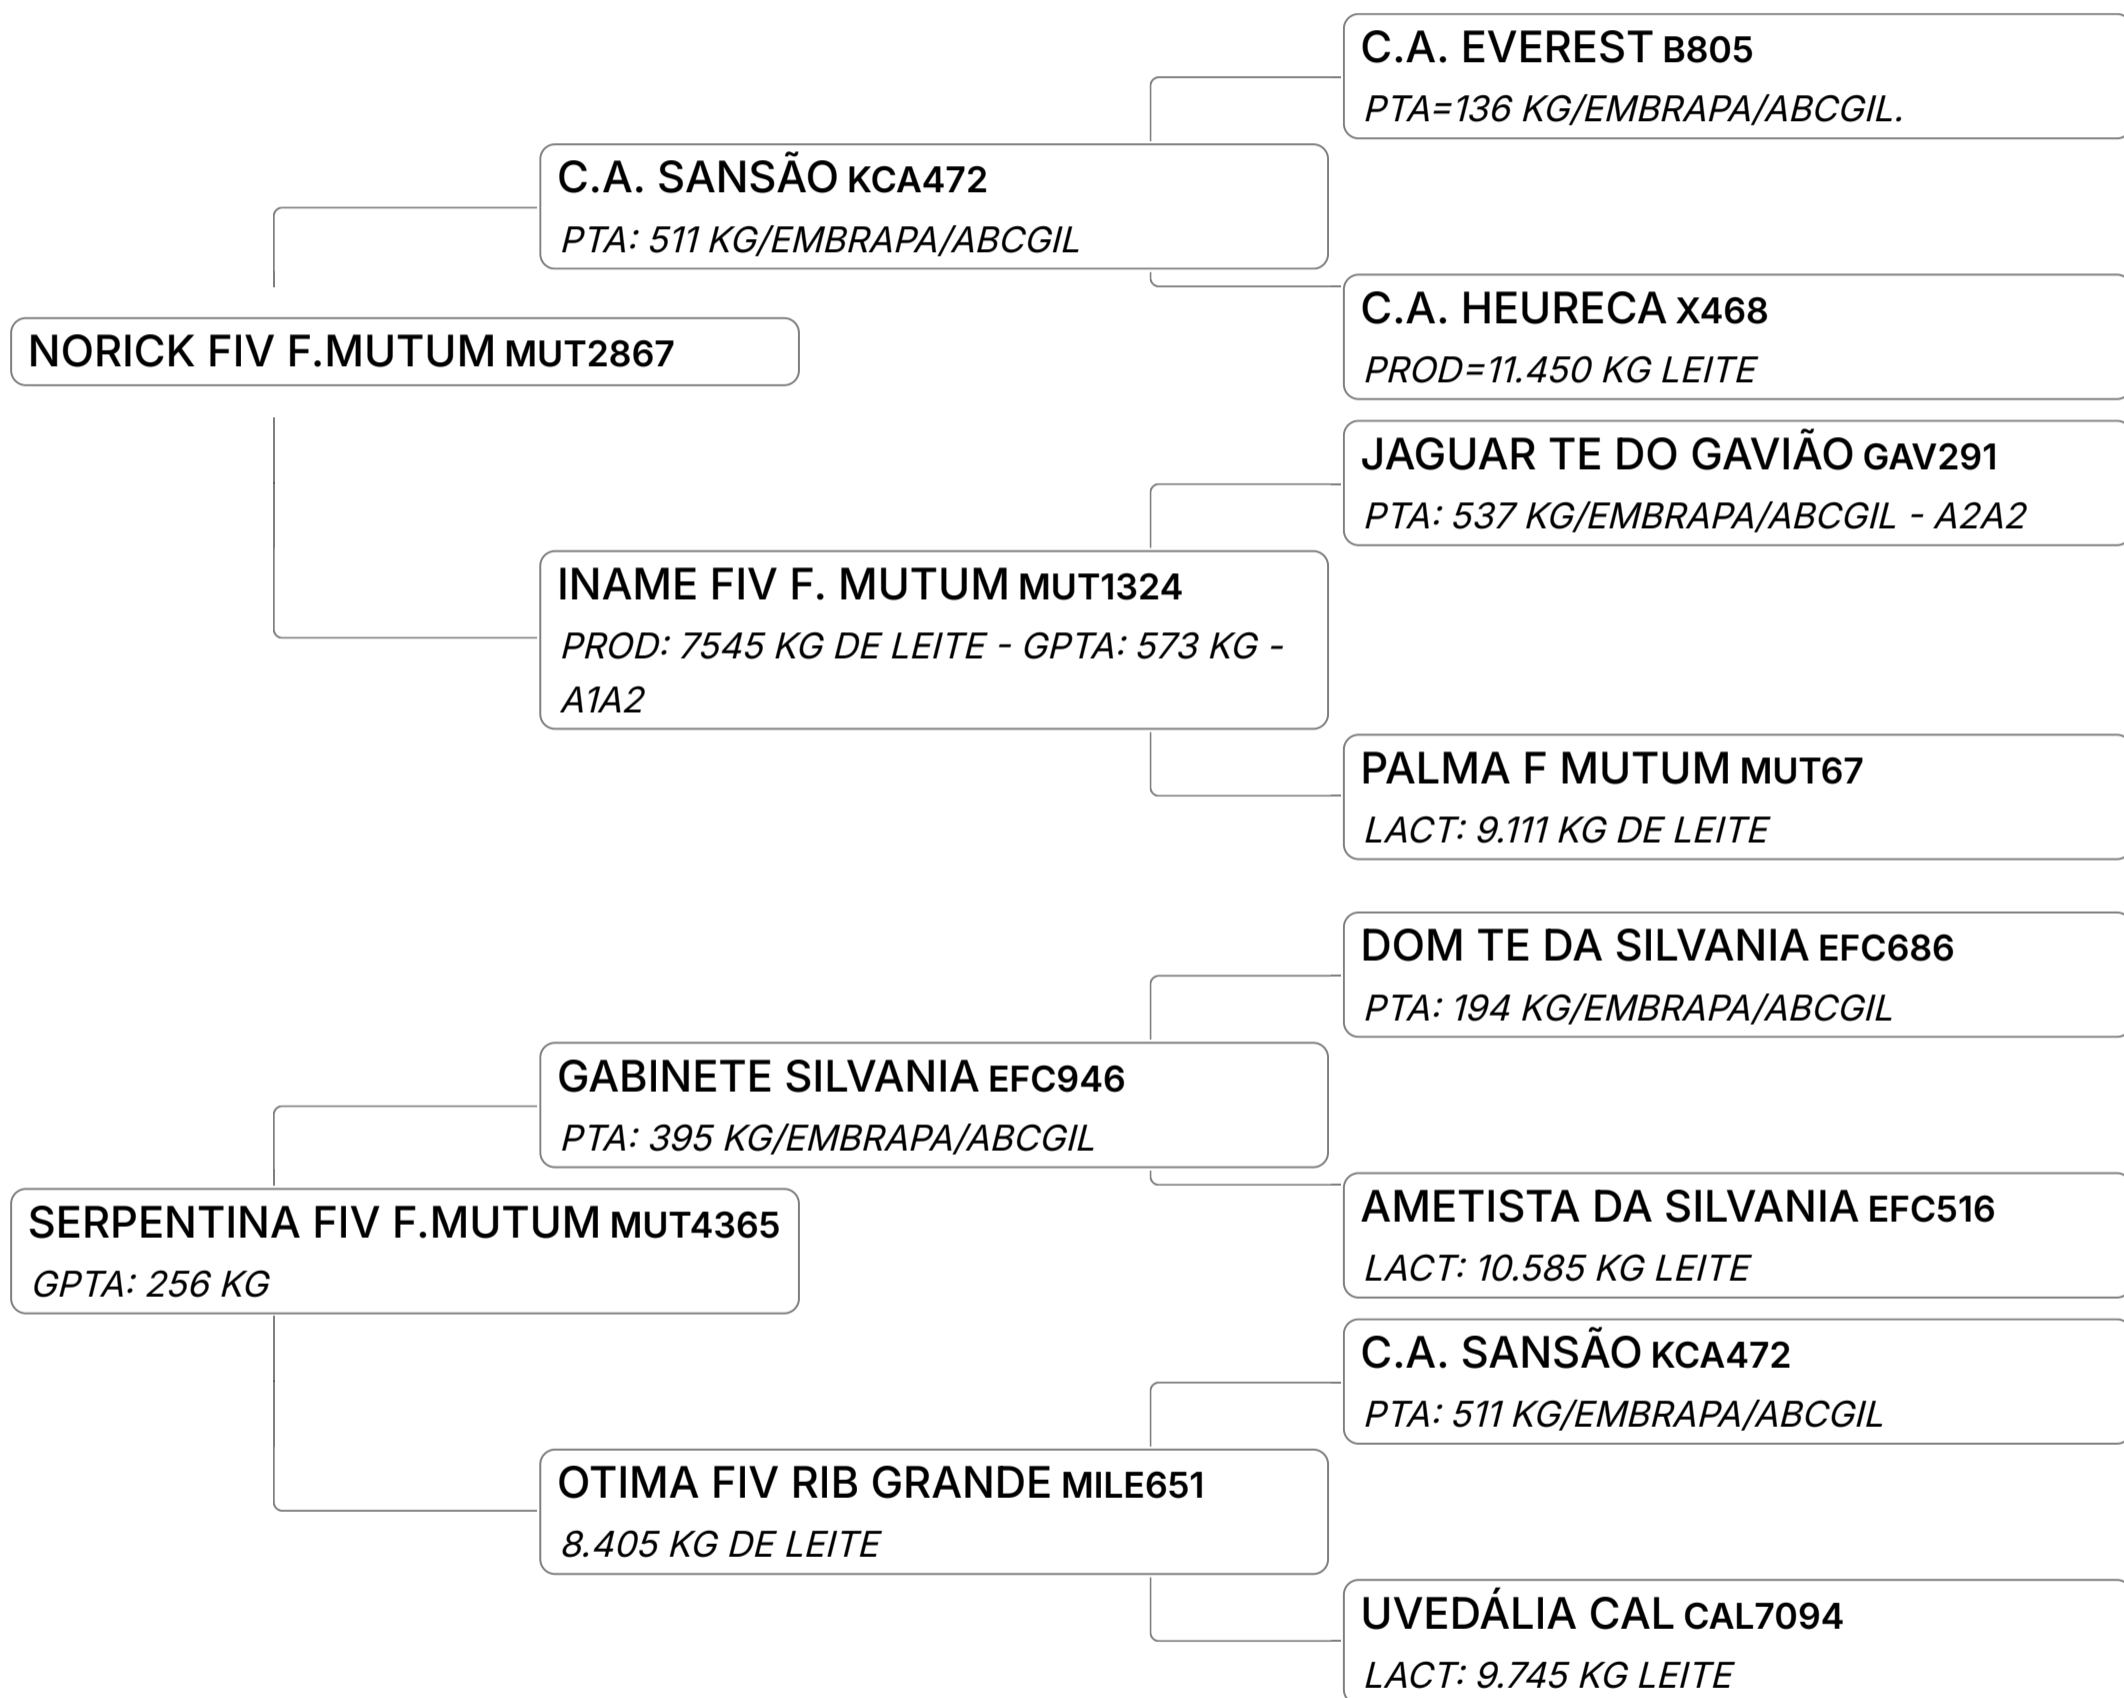 C.A. EVEREST B805
PTA=136 KG/EMBRAPA/ABCGIL.
C.A. SANSÃO KCA472
PTA: 511 KG/EMBRAPA/ABCGIL
C.A. HEURECA X468
PROD=11.450 KG LEITE
NORICK FIV F.MUTUM MUT2867
JAGUAR TE DO GAVIÃO GAV291
PTA: 537 KG/EMBRAPA/ABCGIL - A2A2
INAME FIV F. MUTUM MUT1324
PROD: 7545 KG DE LEITE - GPTA: 573 KG -
A1A2
PALMA F MUTUM MUT67
LACT: 9.111 KG DE LEITE
DOM TE DA SILVANIA EFC686
PTA: 194 KG/EMBRAPA/ABCGIL
GABINETE SILVANIA EFC946
PTA: 395 KG/EMBRAPA/ABCGIL
AMETISTA DA SILVANIA EFC516
LACT: 10.585 KG LEITE
SERPENTINA FIV F.MUTUM MUT4365
GPTA: 256 KG
C.A. SANSÃO KCA472
PTA: 511 KG/EMBRAPA/ABCGIL
OTIMA FIV RIB GRANDE MILE651
8.405 KG DE LEITE
UVEDÁLIA CAL CAL7094
LACT: 9.745 KG LEITE